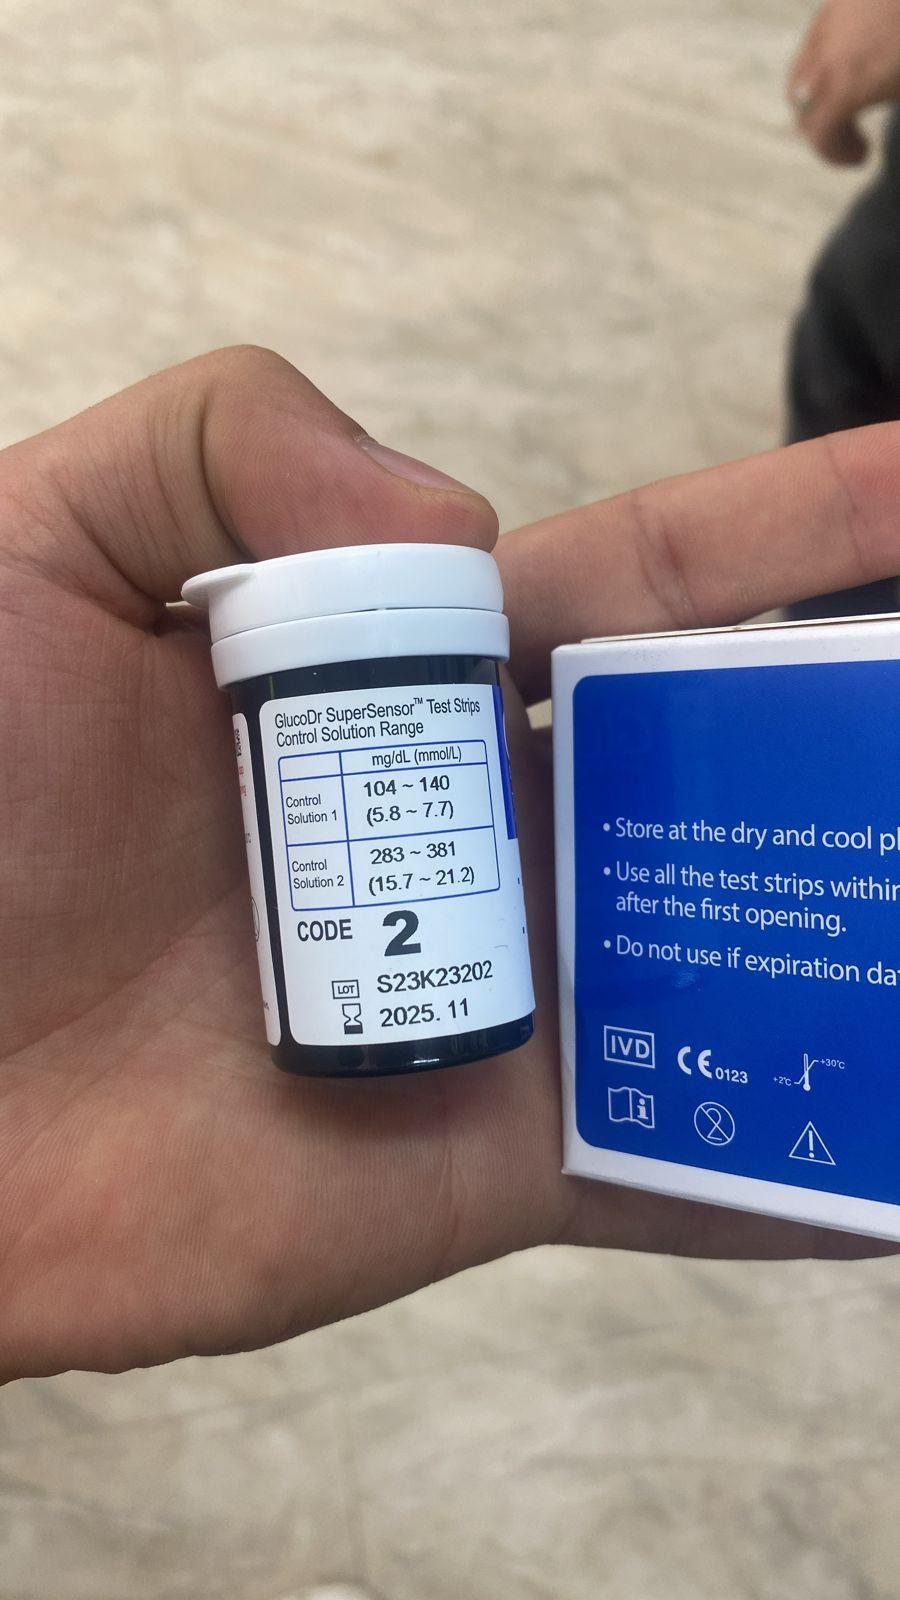 GlucoDr SuperSensor™ Test Strips
Control Solution Range
mg/dL (mmol/L)
Control
Solution 1
104 ~ 140
(5.8 ~ 7.7)
Control
Solution 2
283 ~ 381
(15.7 ~ 21.2)
CODE 2
LOT S23K23202
2025. 11
• Store at the dry and cool
• Use all the test strips
after the first opening.
• Do not use if expiration
IVD
CE 0123
+2°C
+30°C
2